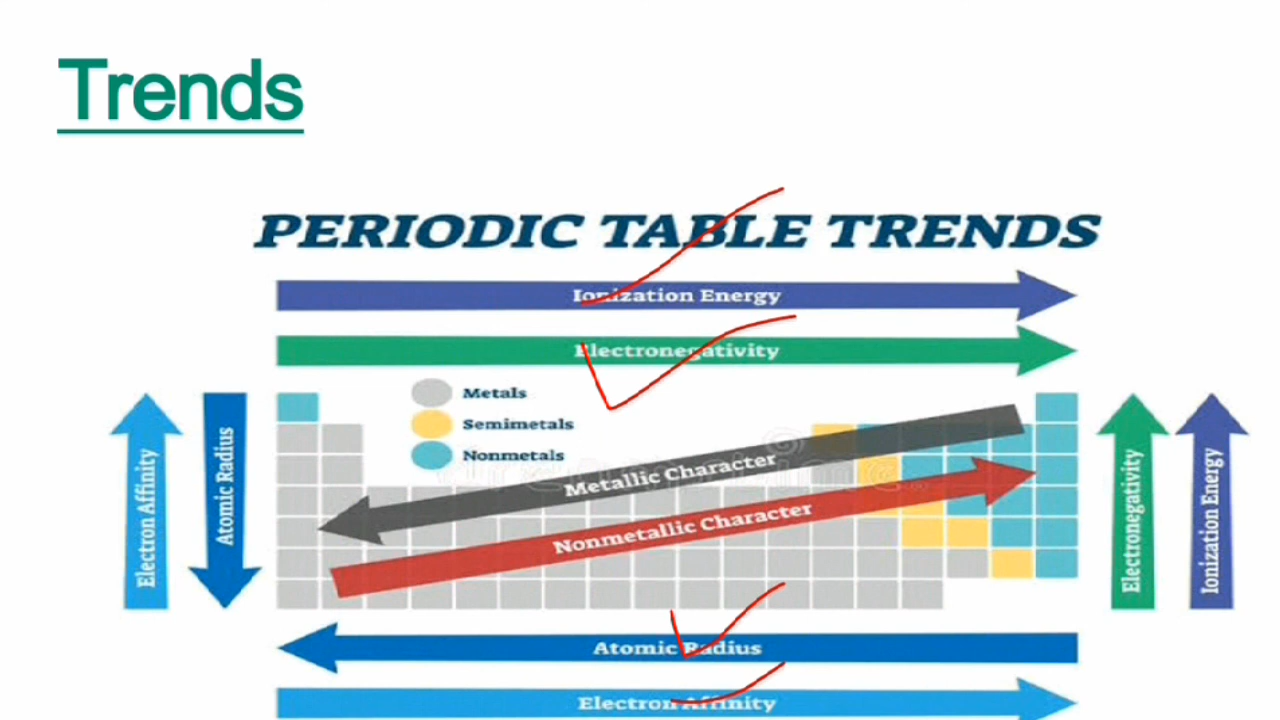 Trends
PERIODIC TABLE TRENDS
Ionization Energy
Electronegativity
Metals
Semimetals
Nonmetals
Electron Affinity
Atomic Radius
Metallic Character
Nonmetallic Character
Electronegativity
Ionization Energy
Atomic Radius
Electron Affinity